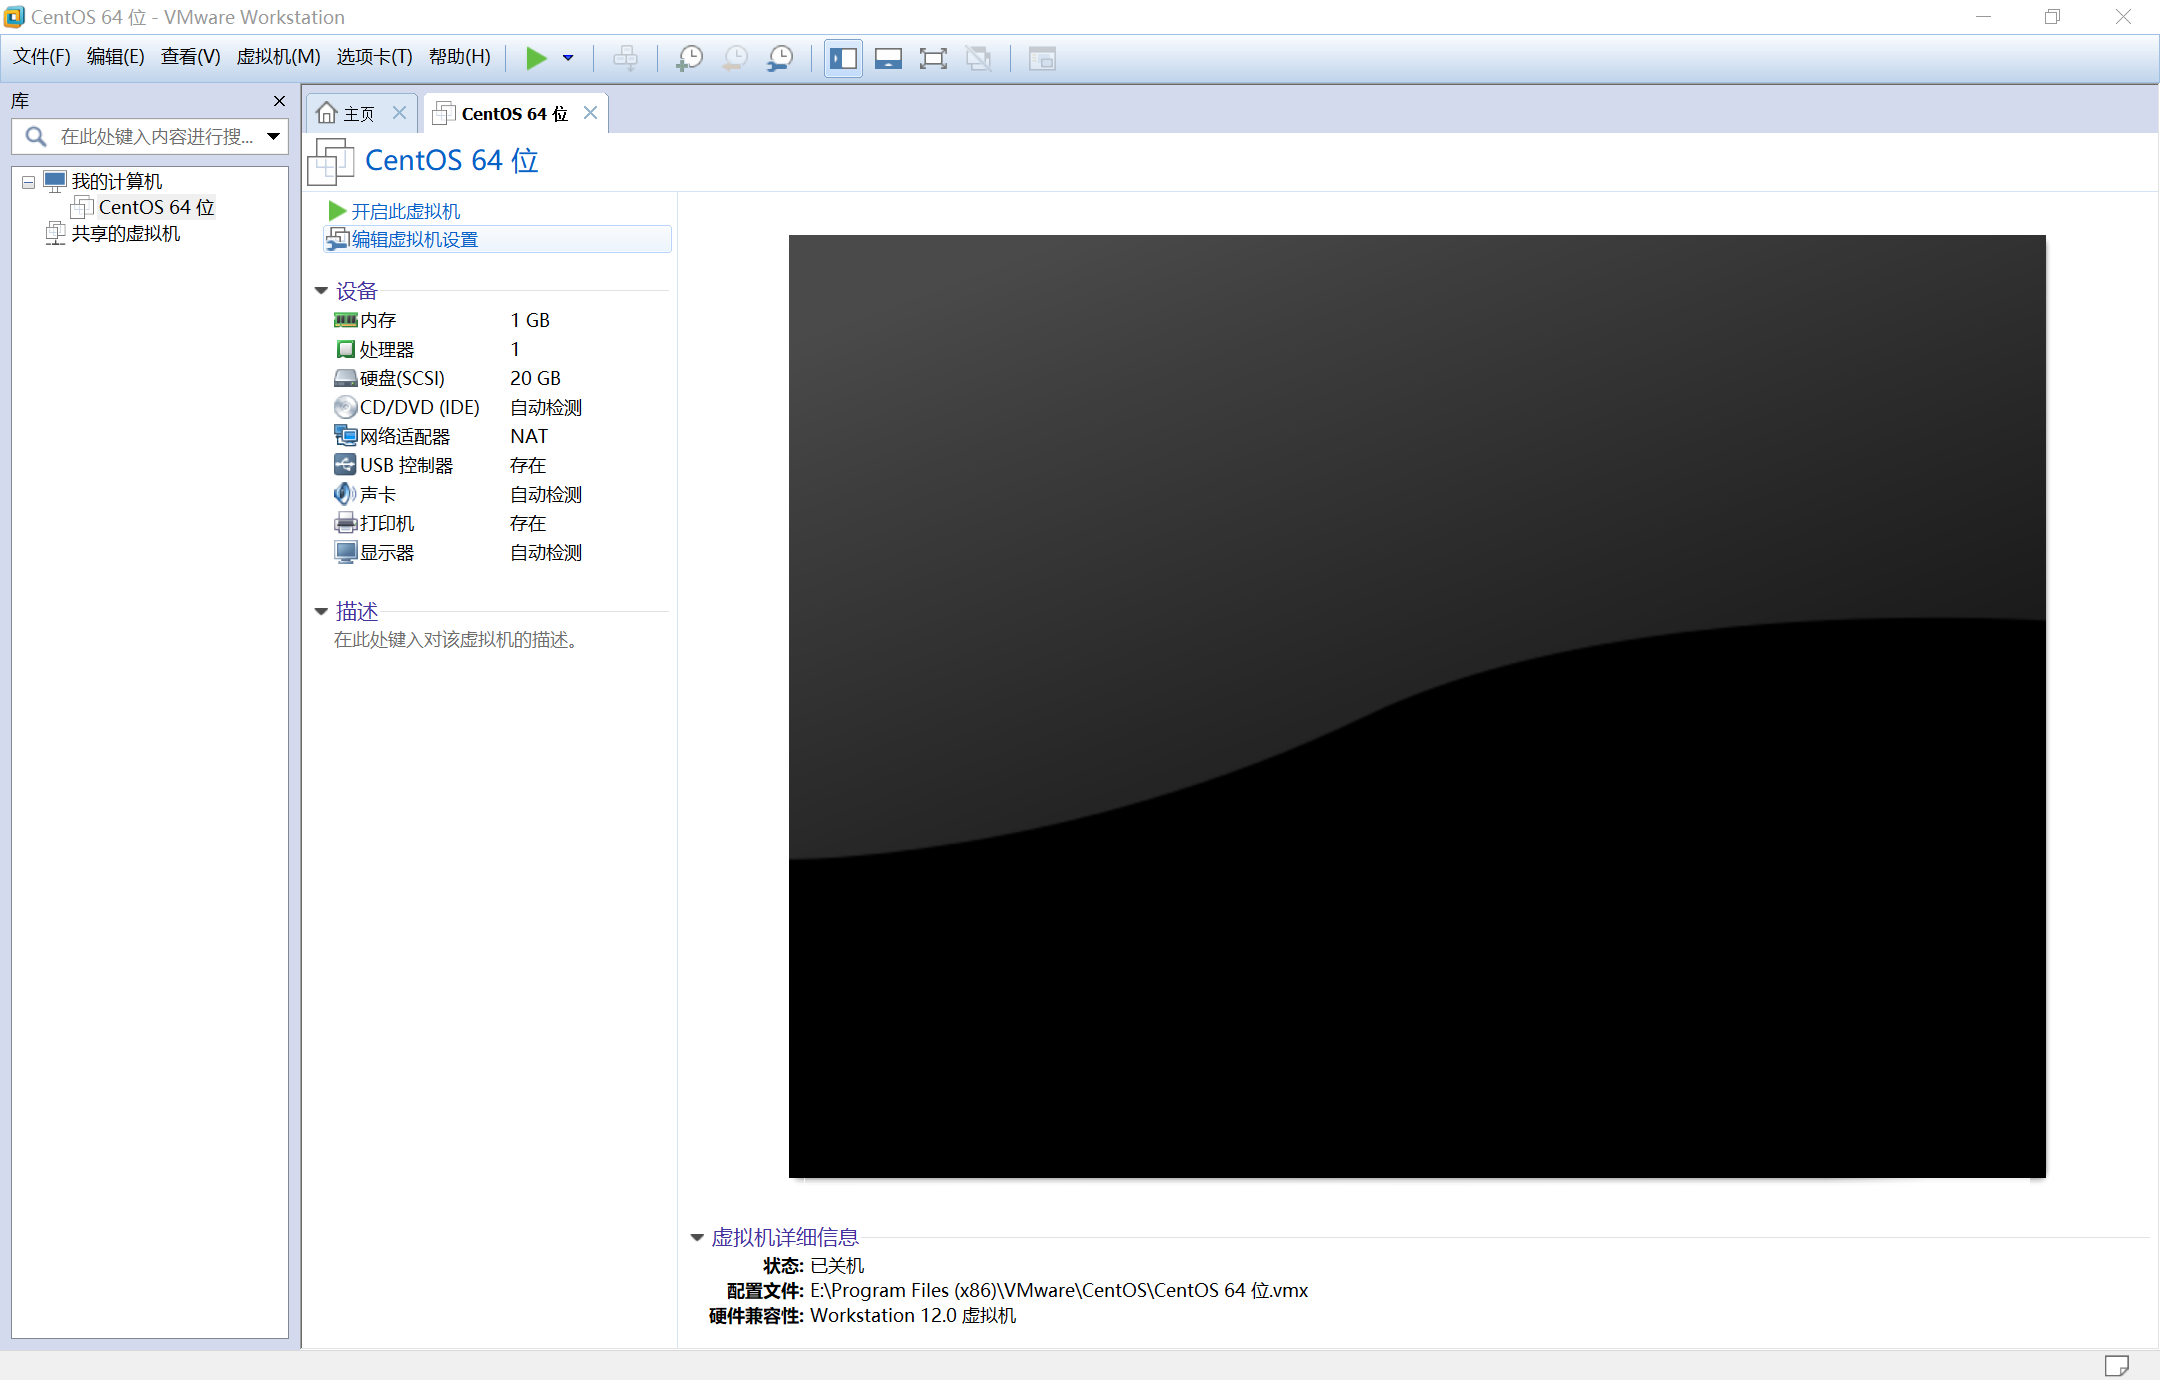 CentOS 64 位 - VMware Workstation
文件(F) 编辑(E) 查看(V) 虚拟机(M) 选项卡(T) 帮助(H)
库
在此处键入内容进行搜...
我的计算机
CentOS 64 位
共享的虚拟机
主页
CentOS 64 位
CentOS 64 位
开启此虚拟机
编辑虚拟机设置
设备
内存 1 GB
处理器 1
硬盘(SCSI) 20 GB
CD/DVD (IDE) 自动检测
网络适配器 NAT
USB 控制器 存在
声卡 自动检测
打印机 存在
显示器 自动检测
描述
在此处键入对该虚拟机的描述。
虚拟机详细信息
状态: 已关机
配置文件: E:\Program Files (x86)\VMware\CentOS\CentOS 64 位.vmx
硬件兼容性: Workstation 12.0 虚拟机